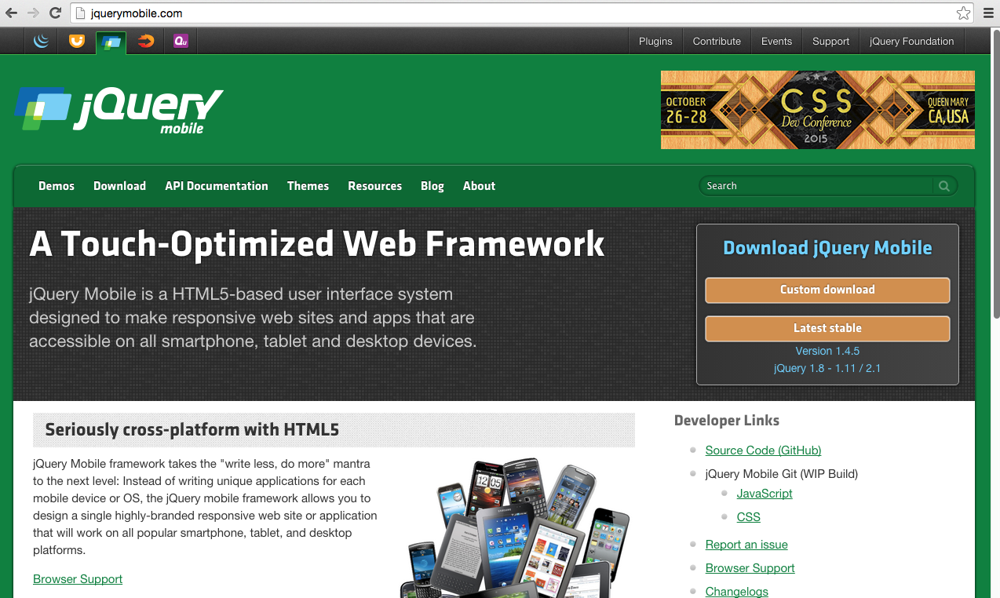 jquerymobile.com
Qu
Plugins
Contribute
Events
Support
jQuery Foundation
jQuery
mobile
OCTOBER
26-28
CSS
Dev Conference
2015
QUEEN MARY
CA, USA
Demos
Download
API Documentation
Themes
Resources
Blog
About
Search
A Touch-Optimized Web Framework
jQuery Mobile is a HTML5-based user interface system
designed to make responsive web sites and apps that are
accessible on all smartphone, tablet and desktop devices.
Download jQuery Mobile
Custom download
Latest stable
Version 1.4.5
jQuery 1.8 - 1.11 / 2.1
Seriously cross-platform with HTML5
jQuery Mobile framework takes the "write less, do more" mantra
to the next level: Instead of writing unique applications for each
mobile device or OS, the jQuery mobile framework allows you to
design a single highly-branded responsive web site or application
that will work on all popular smartphone, tablet, and desktop
platforms.
Browser Support
12:05
SAMSUNG
Developer Links
Source Code (GitHub)
jQuery Mobile Git (WIP Build)
JavaScript
CSS
Report an issue
Browser Support
Changelogs